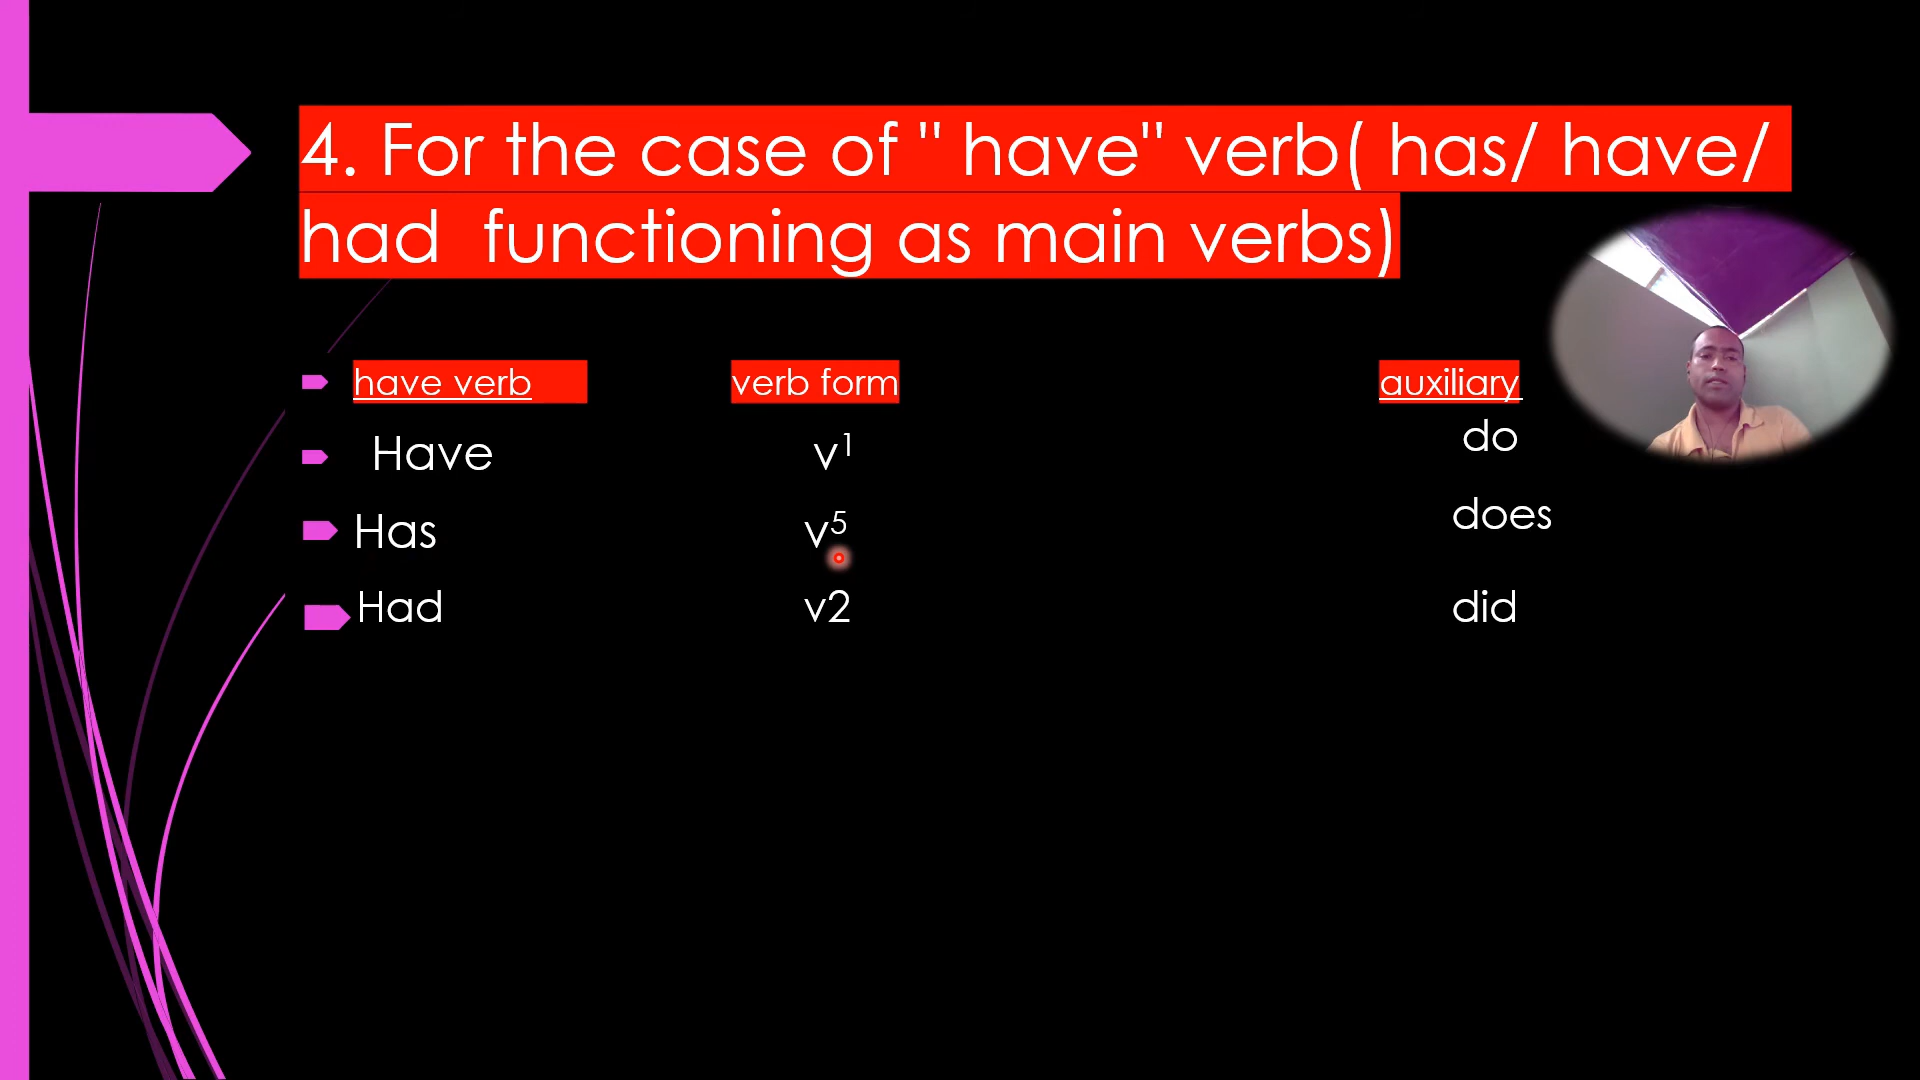 4. For the case of " have" verb( has/ have/
had  functioning as main verbs)
have verb verb form auxiliary
Have v¹ do
Has v⁵ does
Had v2 did